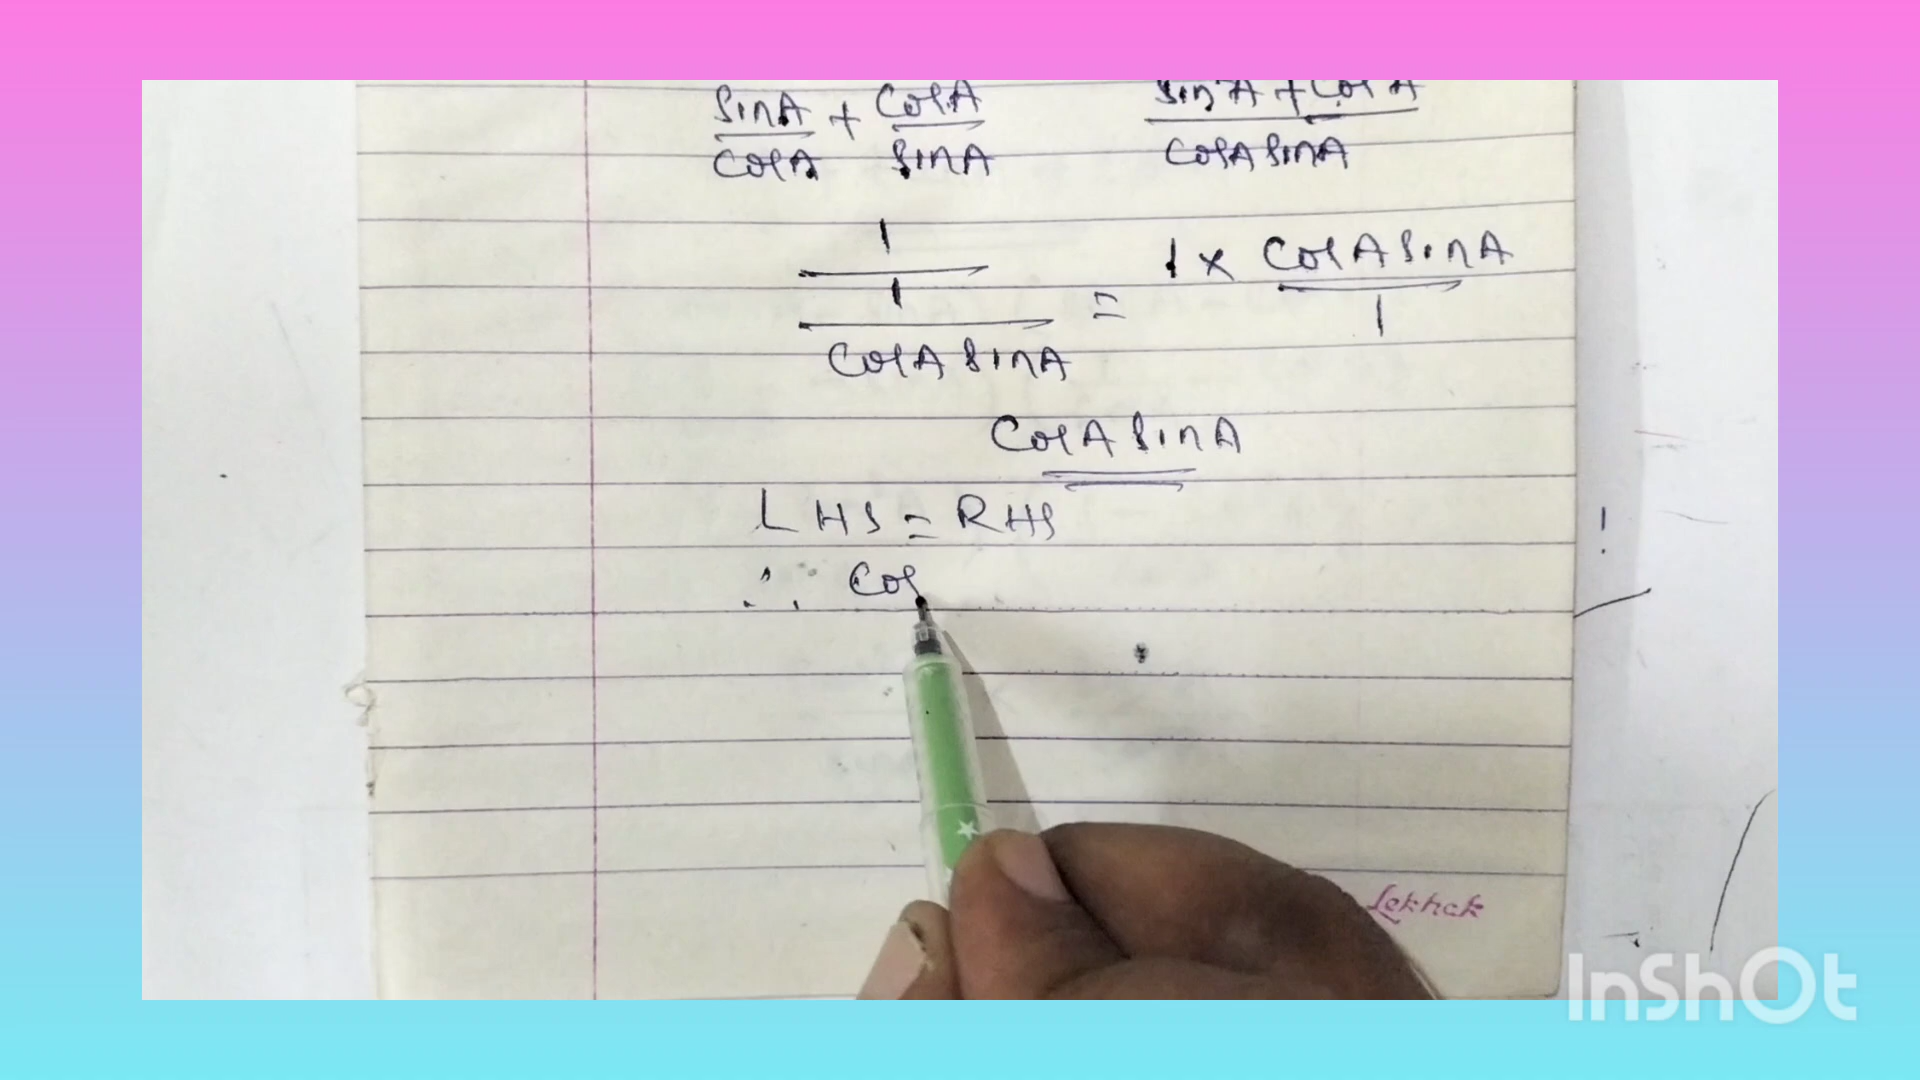 sinA + cosA sin²A + cos²A
cosA sinA cosA sinA
1
1 = 1 × cosA sinA
cosA sinA 1
cosA sinA
LHS = RHS
∴ cos
Lekhak
InShOt